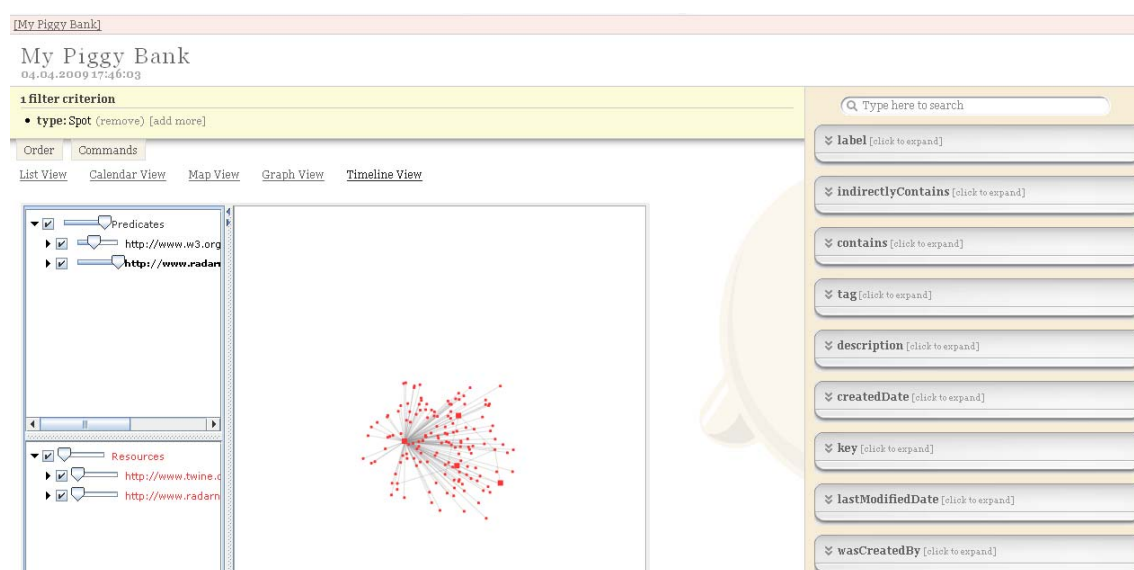 [My Piggy Bank]
My Piggy Bank
04.04.2009 17:46:03
1 filter criterion
• type: Spot (remove) [add more]
Order Commands
List View Calendar View Map View Graph View Timeline View
Predicates
http://www.w3.org
http://www.radarn
Resources
http://www.twine.c
http://www.radarn
Type here to search
label [click to expand]
indirectlyContains [click to expand]
contains [click to expand]
tag [click to expand]
description [click to expand]
createdDate [click to expand]
key [click to expand]
lastModifiedDate [click to expand]
wasCreatedBy [click to expand]